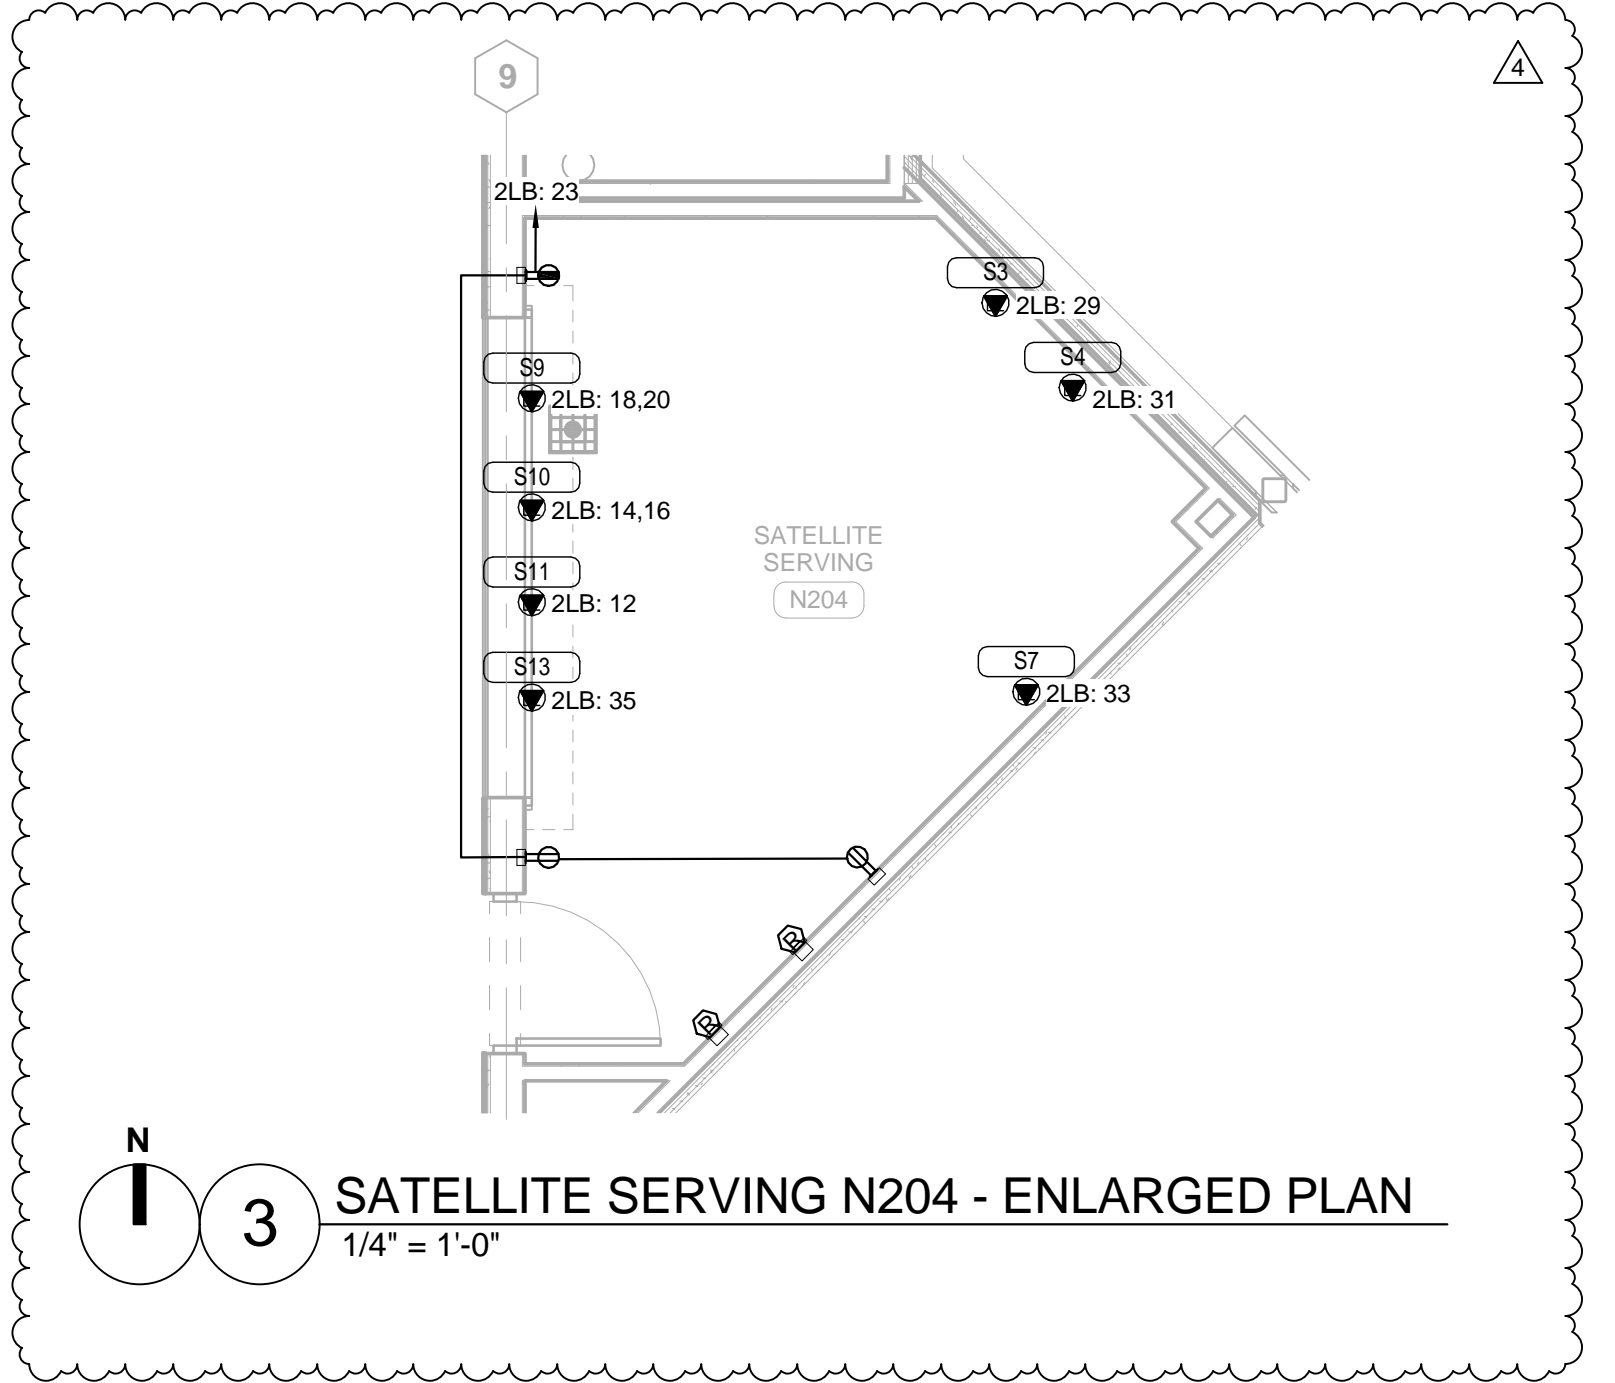 4
9
2LB: 23
S3
2LB: 29
S4
2LB: 31
S9
2LB: 18,20
S10
2LB: 14,16
SATELLITE
SERVING
N204
S11
2LB: 12
S13
2LB: 35
S7
2LB: 33
R
R
N
3
SATELLITE SERVING N204 - ENLARGED PLAN
1/4" = 1'-0"